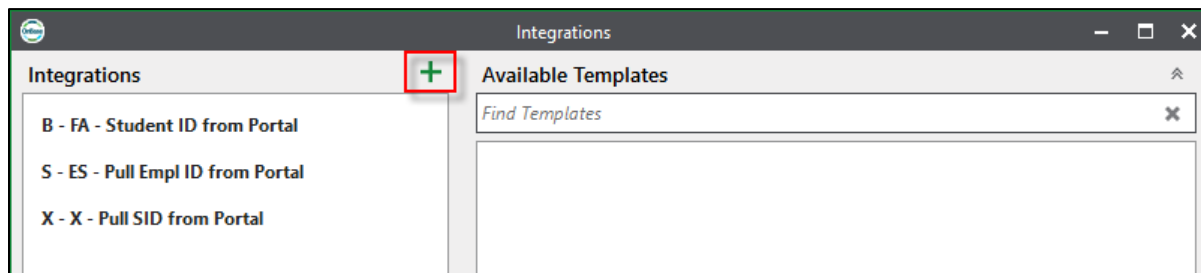 OnBase
Integrations
Integrations
Available Templates
Find Templates
B - FA - Student ID from Portal
S - ES - Pull Empl ID from Portal
X - X - Pull SID from Portal